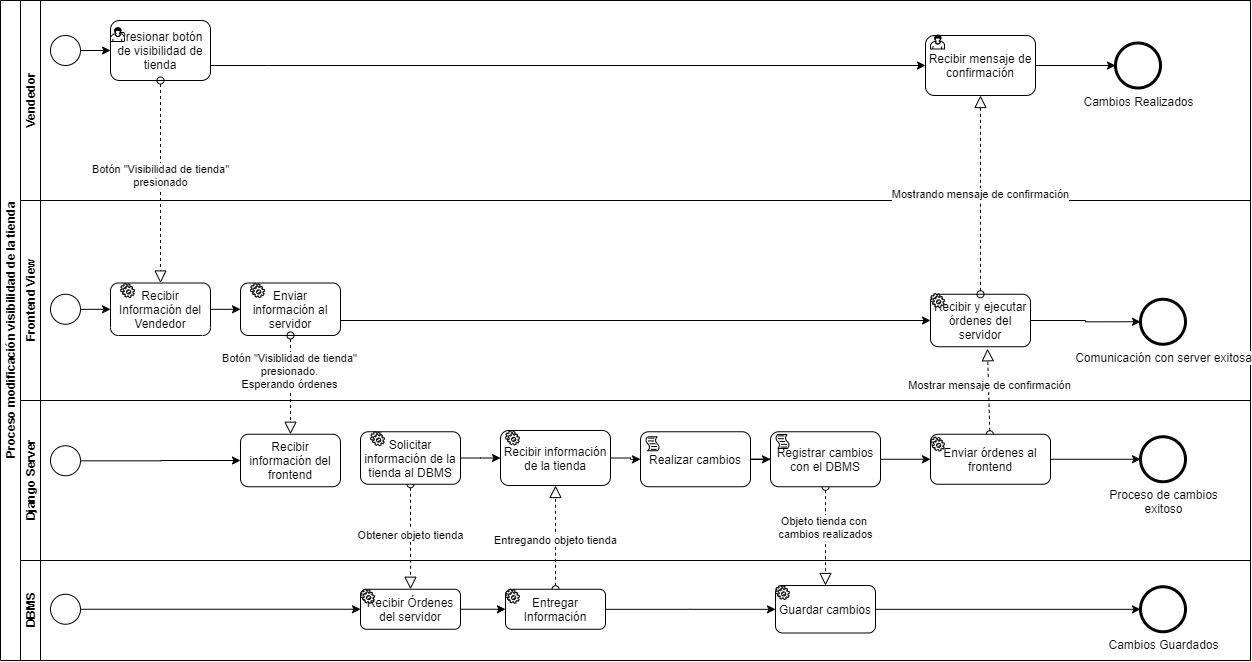 Proceso modificación visibilidad de la tienda
Vendedor
Presionar botón
de visibilidad de
tienda
Recibir mensaje de
confirmación
Cambios Realizados
Botón "Visibilidad de tienda"
presionado
Mostrando mensaje de confirmación
Frontend View
Recibir
Información del
Vendedor
Enviar
información al
servidor
Recibir y ejecutar
órdenes del
servidor
Comunicación con server exitosa
Botón "Visiblidad de tienda"
presionado.
Esperando órdenes
Mostrar mensaje de confirmación
Django Server
Recibir
información del
frontend
Solicitar
información de la
tienda al DBMS
Recibir información
de la tienda
Realizar cambios
Registrar cambios
con el DBMS
Enviar órdenes al
frontend
Proceso de cambios
exitoso
Obtener objeto tienda
Entregando objeto tienda
Objeto tienda con
cambios realizados
DBMS
Recibir Órdenes
del servidor
Entregar
Información
Guardar cambios
Cambios Guardados